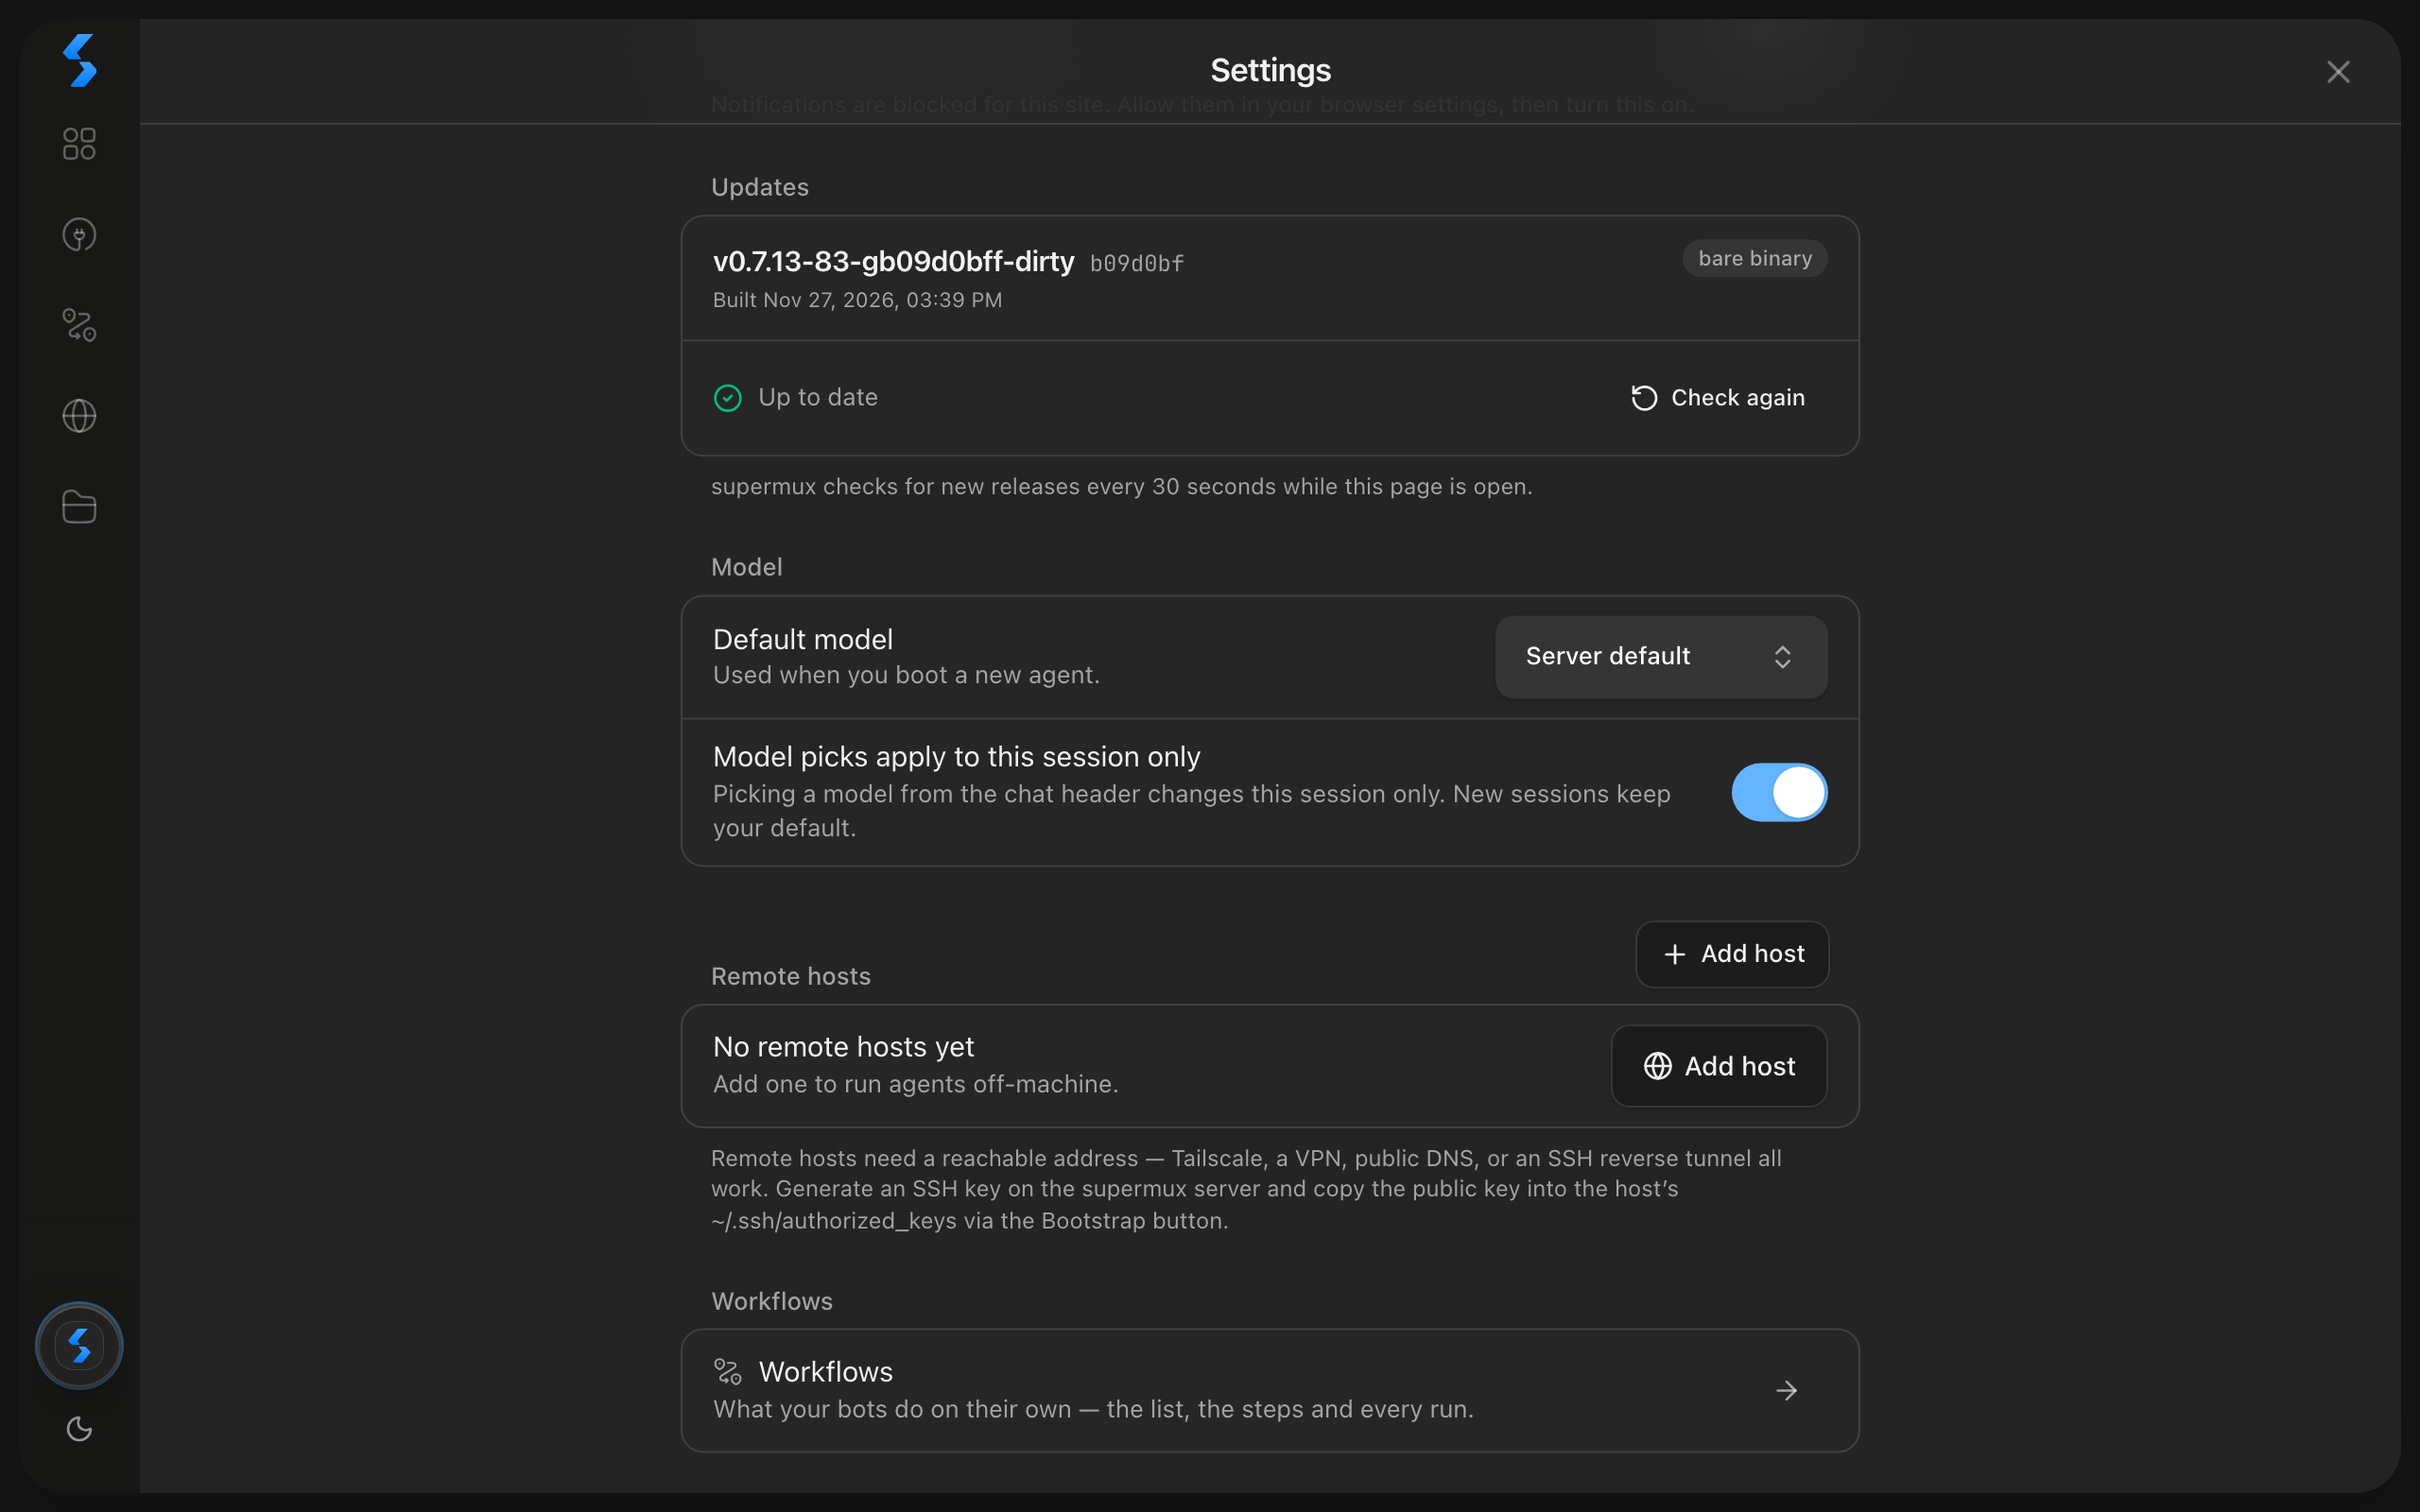 Settings
Notifications are blocked for this site. Allow them in your browser settings, then turn this on.
Updates
v0.7.13-83-gb09d0bff-dirty b09d0bf
bare binary
Built Nov 27, 2026, 03:39 PM
Up to date
Check again
supermux checks for new releases every 30 seconds while this page is open.
Model
Default model
Used when you boot a new agent.
Server default
Model picks apply to this session only
Picking a model from the chat header changes this session only. New sessions keep
your default.
Add host
Remote hosts
No remote hosts yet
Add one to run agents off-machine.
Add host
Remote hosts need a reachable address — Tailscale, a VPN, public DNS, or an SSH reverse tunnel all
work. Generate an SSH key on the supermux server and copy the public key into the host’s
~/.ssh/authorized_keys via the Bootstrap button.
Workflows
Workflows
What your bots do on their own — the list, the steps and every run.